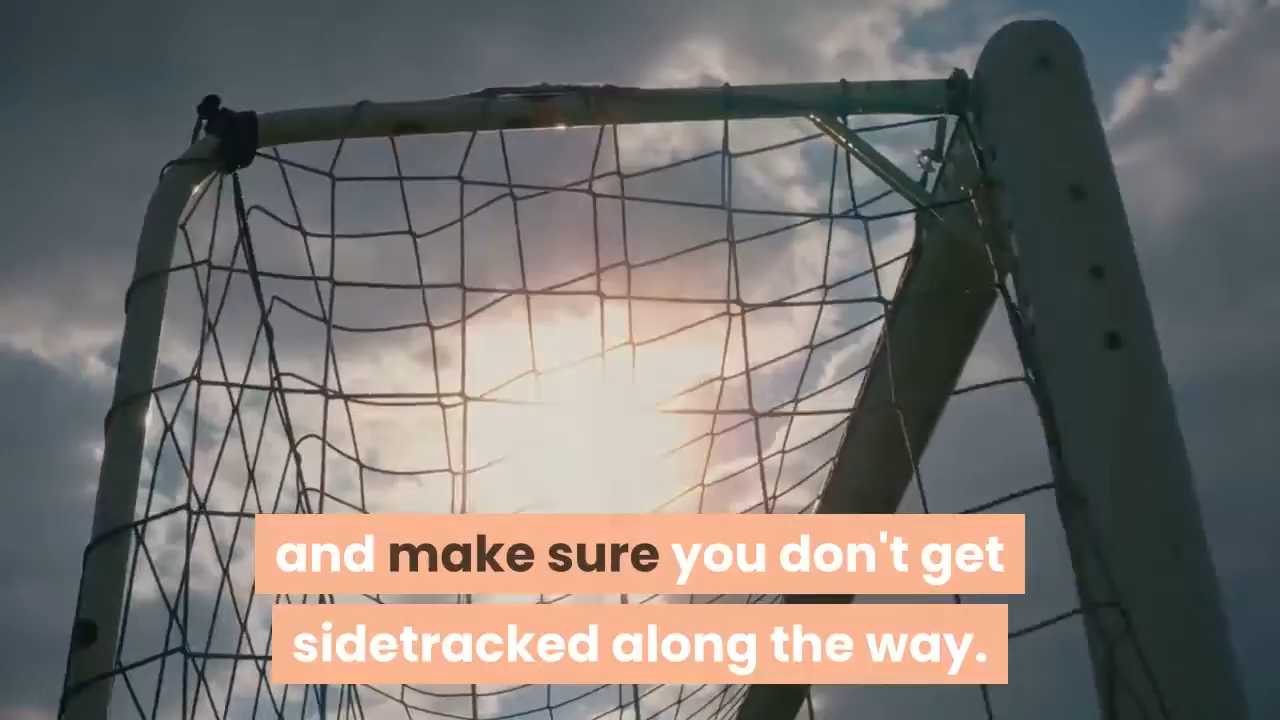 and make sure you don't get
sidetracked along the way.